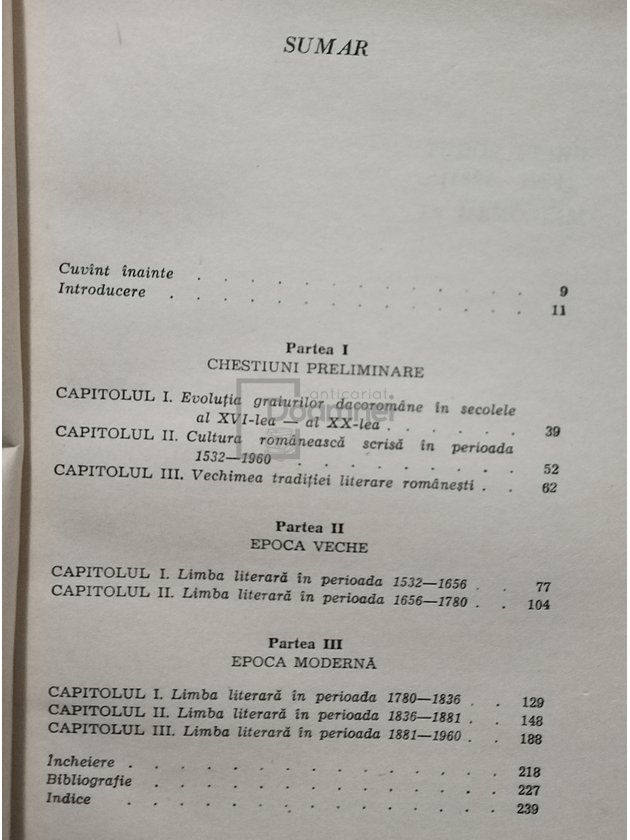 SUMAR
Cuvînt înainte . . . . . . . . . . . . . 9
Introducere . . . . . . . . . . . . . . 11
Partea I
CHESTIUNI PRELIMINARE
CAPITOLUL I. Evoluția graiurilor dacoromâne în secolele
al XVI-lea — al XX-lea . . . . . . 39
CAPITOLUL II. Cultura românească scrisă în perioada
1532—1960 . . . . . . . . . 52
CAPITOLUL III. Vechimea tradiției literare românești . . 62
Partea II
EPOCA VECHE
CAPITOLUL I. Limba literară în perioada 1532—1656 . . 77
CAPITOLUL II. Limba literară în perioada 1656—1780 . . 104
Partea III
EPOCA MODERNĂ
CAPITOLUL I. Limba literară în perioada 1780—1836 . . 129
CAPITOLUL II. Limba literară în perioada 1836—1881 . . 148
CAPITOLUL III. Limba literară în perioada 1881—1960 . . 188
Încheiere . . . . . . . . . . . . . . . 218
Bibliografie . . . . . . . . . . . . . . 227
Indice . . . . . . . . . . . . . . . 239
anticariat